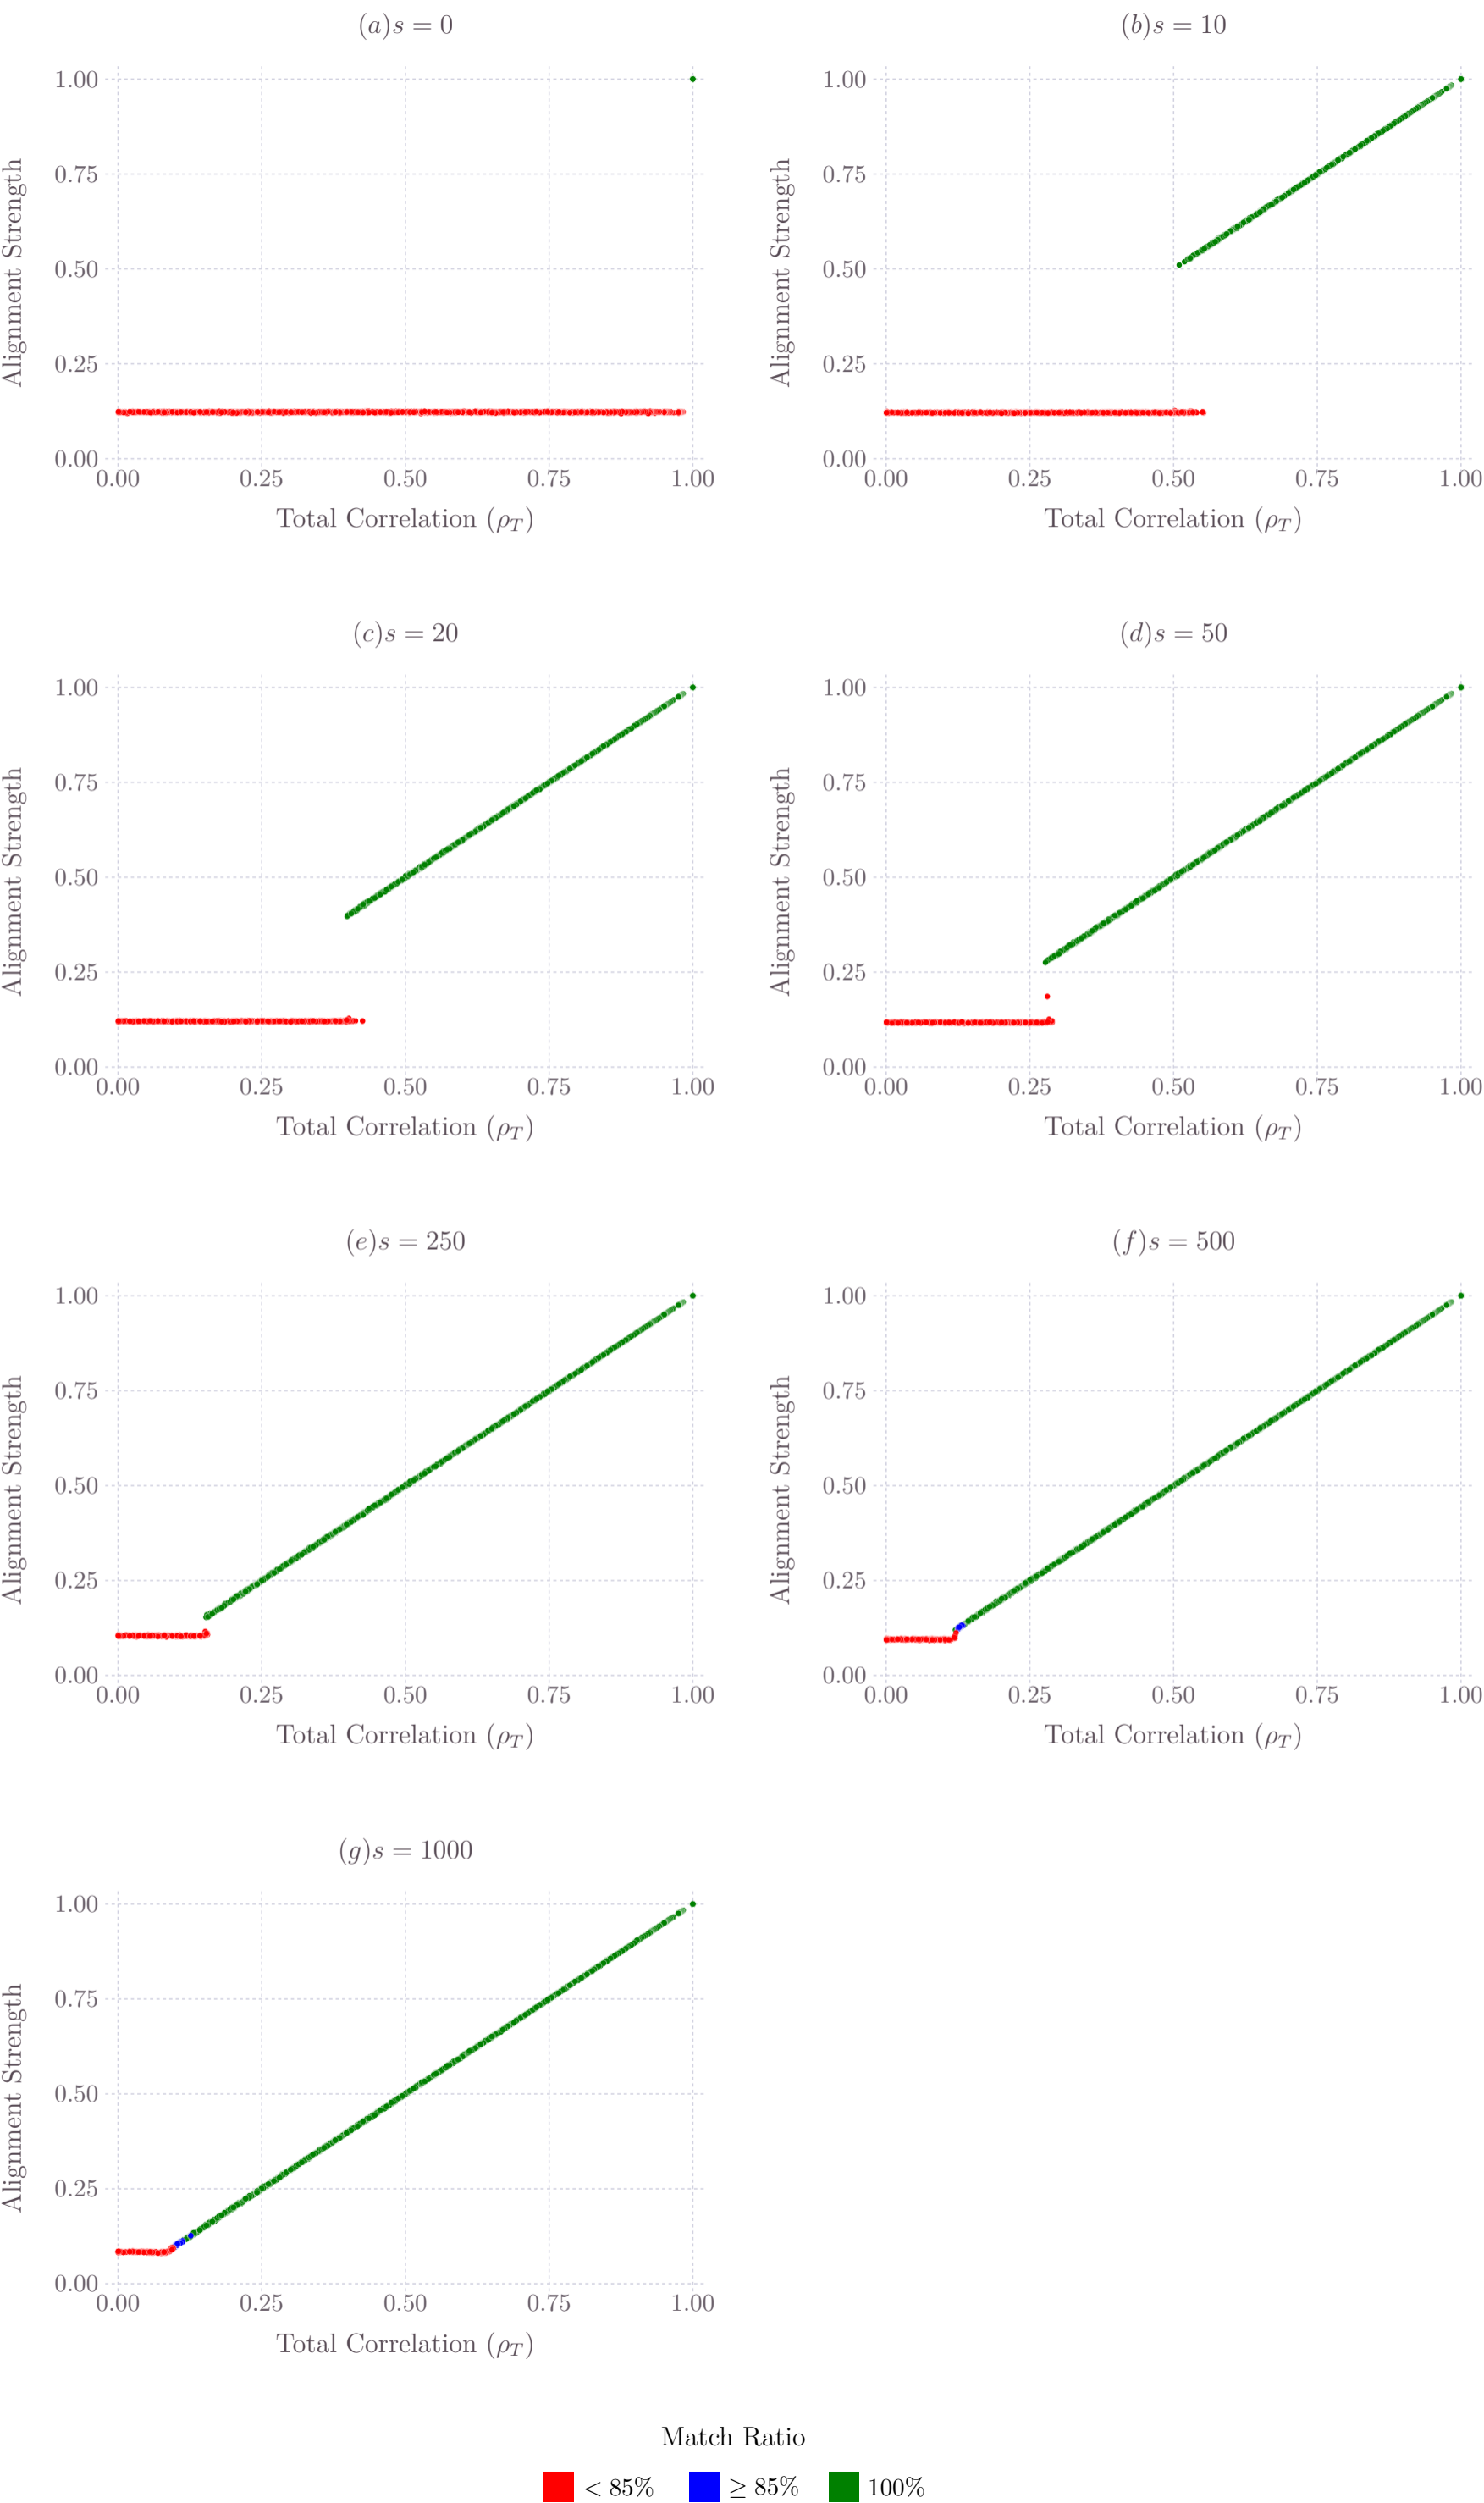 (a)s = 0
1.00
0.75
0.50
0.25
0.00
Alignment Strength
0.00 0.25 0.50 0.75 1.00
Total Correlation (ρ_T)
(b)s = 10
1.00
0.75
0.50
0.25
0.00
Alignment Strength
0.00 0.25 0.50 0.75 1.00
Total Correlation (ρ_T)
(c)s = 20
1.00
0.75
0.50
0.25
0.00
Alignment Strength
0.00 0.25 0.50 0.75 1.00
Total Correlation (ρ_T)
(d)s = 50
1.00
0.75
0.50
0.25
0.00
Alignment Strength
0.00 0.25 0.50 0.75 1.00
Total Correlation (ρ_T)
(e)s = 250
1.00
0.75
0.50
0.25
0.00
Alignment Strength
0.00 0.25 0.50 0.75 1.00
Total Correlation (ρ_T)
(f)s = 500
1.00
0.75
0.50
0.25
0.00
Alignment Strength
0.00 0.25 0.50 0.75 1.00
Total Correlation (ρ_T)
(g)s = 1000
1.00
0.75
0.50
0.25
0.00
Alignment Strength
0.00 0.25 0.50 0.75 1.00
Total Correlation (ρ_T)
Match Ratio
< 85% ≥ 85% 100%